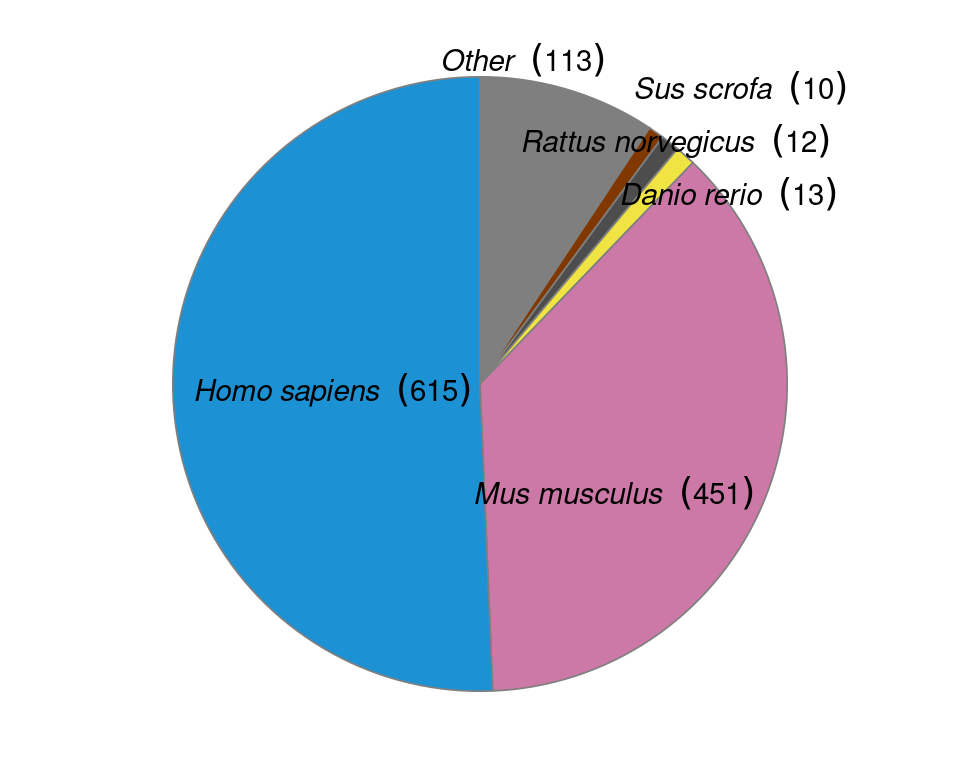 Other (113)
Sus scrofa (10)
Rattus norvegicus (12)
Danio rerio (13)
Homo sapiens (615)
Mus musculus (451)